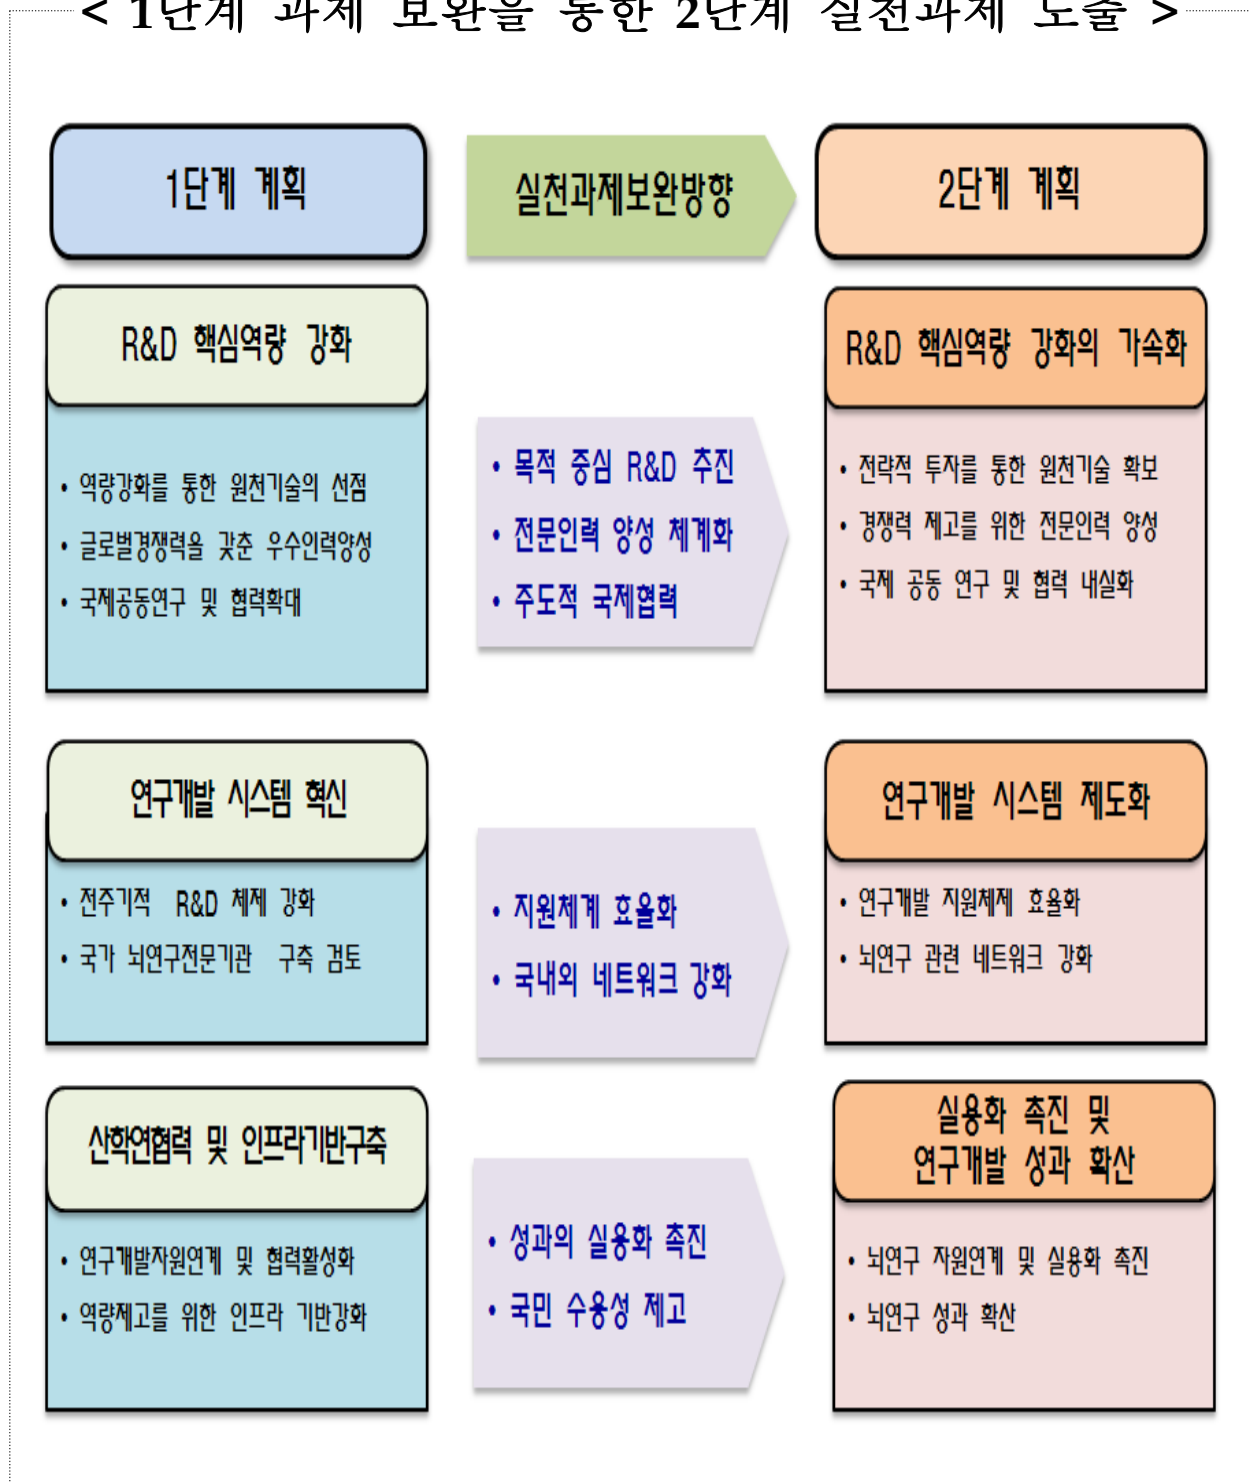 < 1단계 과제 보완을 통한 2단계 실천과제 도출 >
1단계 계획
실천과제보완방향
2단계 계획
R&D 핵심역량 강화
• 역량강화를 통한 원천기술의 선점
• 글로벌경쟁력을 갖춘 우수인력양성
• 국제공동연구 및 협력확대
• 목적 중심 R&D 추진
• 전문인력 양성 체계화
• 주도적 국제협력
R&D 핵심역량 강화의 가속화
• 전략적 투자를 통한 원천기술 확보
• 경쟁력 제고를 위한 전문인력 양성
• 국제 공동 연구 및 협력 내실화
연구개발 시스템 혁신
• 전주기적 R&D 체제 강화
• 국가 뇌연구전문기관 구축 검토
• 지원체계 효율화
• 국내외 네트워크 강화
연구개발 시스템 제도화
• 연구개발 지원체제 효율화
• 뇌연구 관련 네트워크 강화
산학연협력 및 인프라기반구축
• 연구개발자원연계 및 협력활성화
• 역량제고를 위한 인프라 기반강화
• 성과의 실용화 촉진
• 국민 수용성 제고
실용화 촉진 및
연구개발 성과 확산
• 뇌연구 자원연계 및 실용화 촉진
• 뇌연구 성과 확산